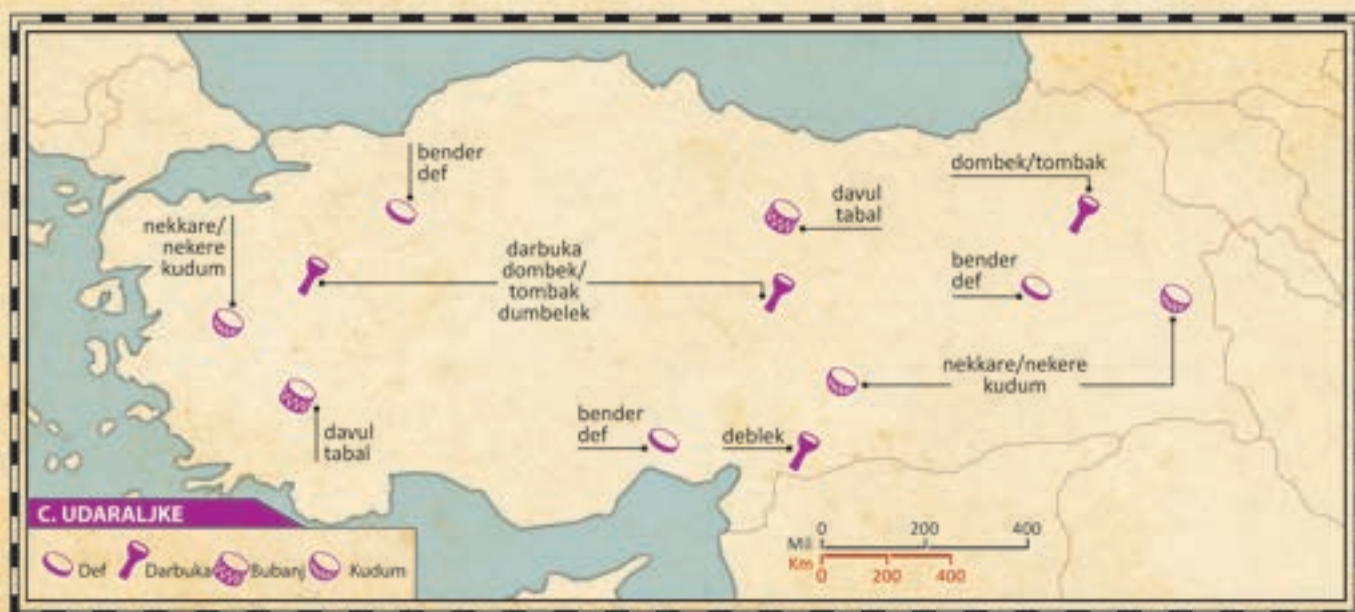 bender
def
dombek/tombak
davul
tabal
nekkare/
nekere
kudum
darbuka
dombek/
tombak
dumbelek
bender
def
nekkare/nekere
kudum
davul
tabal
bender
def
deblek
C. UDARALJKE
Def Darbuka Bubanj Kudum
0 200 400
Mil
Km
0 200 400